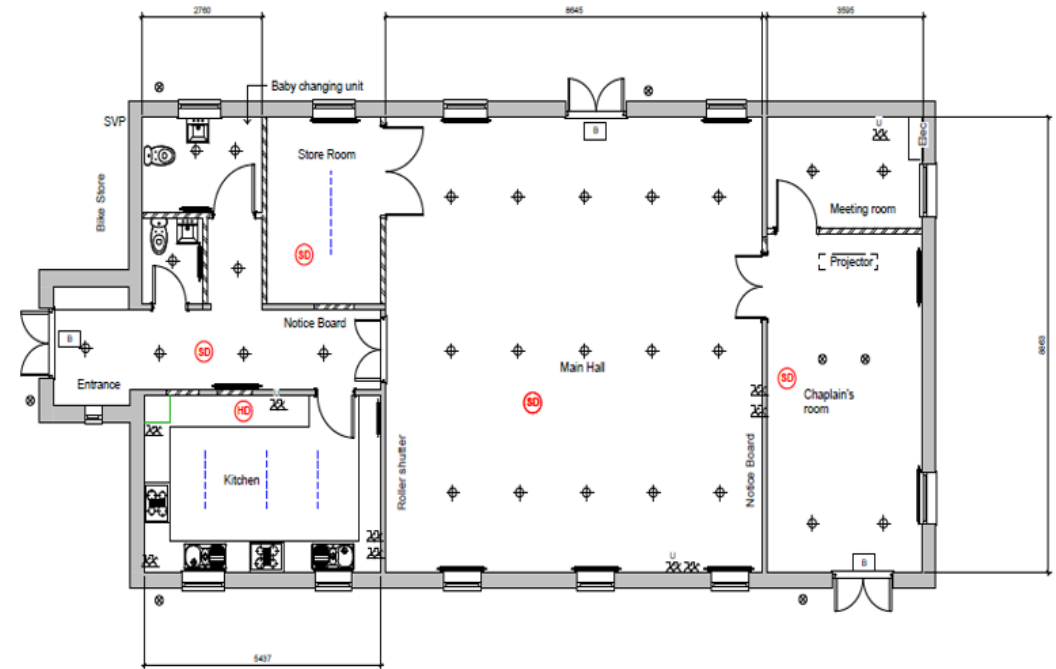 2760
8645
3595
Baby changing unit
SVP
B
U
Elec
Store Room
Bike Store
Meeting room
SD
Projector
Notice Board
B
SD
Entrance
Main Hall
SD
Chaplain's
room
SD
HD
Kitchen
Roller shutter
Notice Board
U
B
5437